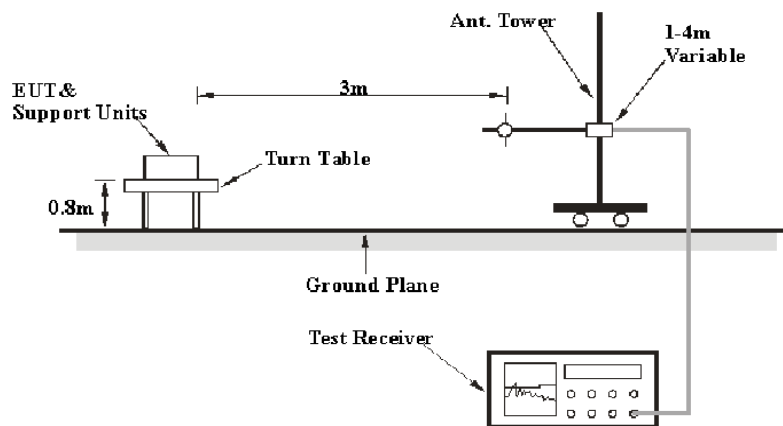 Ant. Tower
1-4m
Variable
EUT &
Support Units
3m
Turn Table
0.8m
Ground Plane
Test Receiver